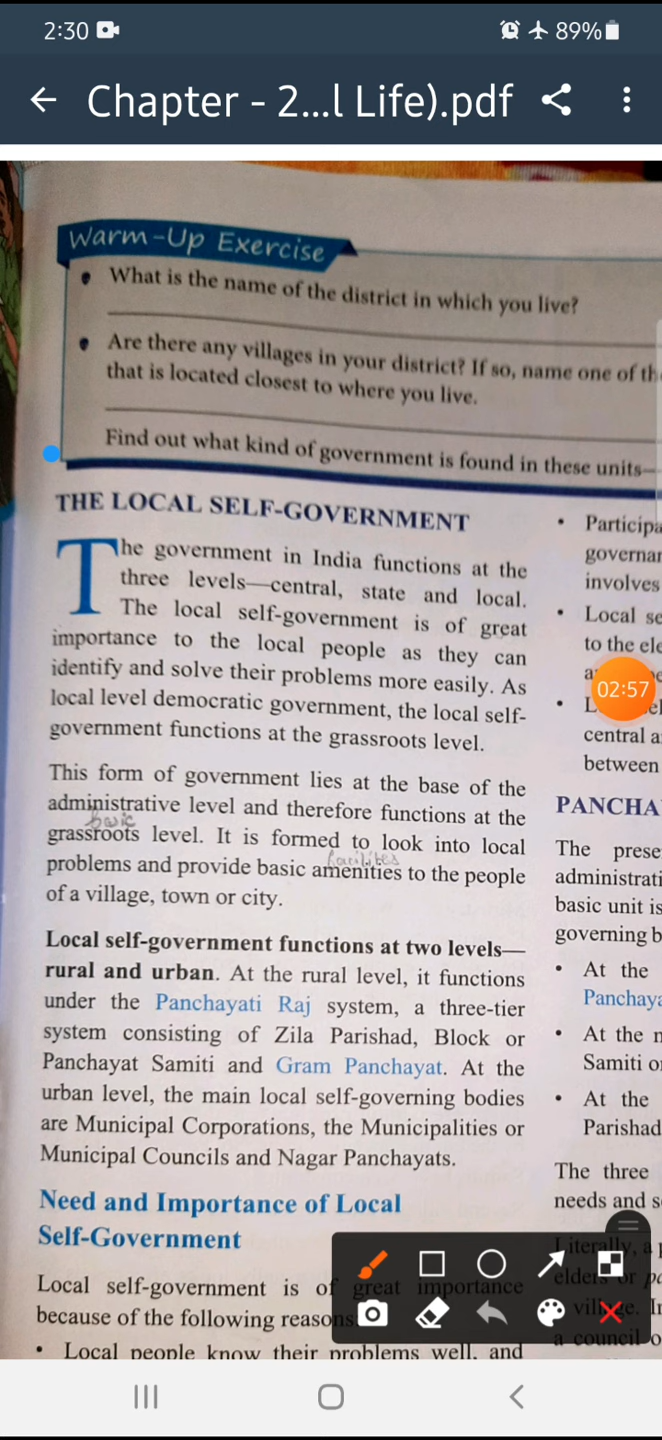 2:30
89%
Chapter - 2...l Life).pdf
Warm-Up Exercise
• What is the name of the district in which you live?
• Are there any villages in your district? If so, name one of th
that is located closest to where you live.
Find out what kind of government is found in these units—
THE LOCAL SELF-GOVERNMENT
The government in India functions at the
three levels—central, state and local.
The local self-government is of great
importance to the local people as they can
identify and solve their problems more easily. As
local level democratic government, the local self-
government functions at the grassroots level.
This form of government lies at the base of the
administrative level and therefore functions at the
basic
grassroots level. It is formed to look into local
facilites
problems and provide basic amenities to the people
of a village, town or city.
Local self-government functions at two levels—
rural and urban. At the rural level, it functions
under the Panchayati Raj system, a three-tier
system consisting of Zila Parishad, Block or
Panchayat Samiti and Gram Panchayat. At the
urban level, the main local self-governing bodies
are Municipal Corporations, the Municipalities or
Municipal Councils and Nagar Panchayats.
Need and Importance of Local
Self-Government
Local self-government is of great importance
because of the following reasons
• Local people know their problems well, and
• Participa
governan
involves
• Local se
to the ele
02:57
central a
between
PANCHA
The prese
administrati
basic unit is
governing b
• At the
Panchaya
• At the
Samiti o
• At the
Parishad
The three
needs and s
Literally, a p
elders or pa
village. In
a council o